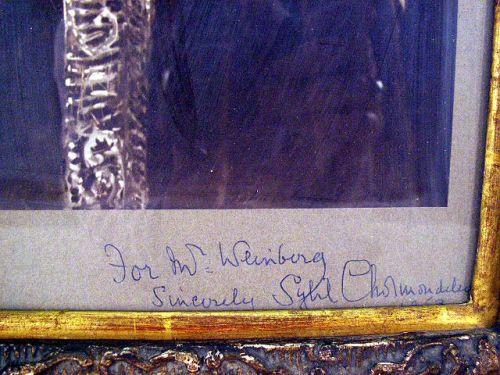 For Mr. Weinberg
Sincerely Sybil Cholmondeley